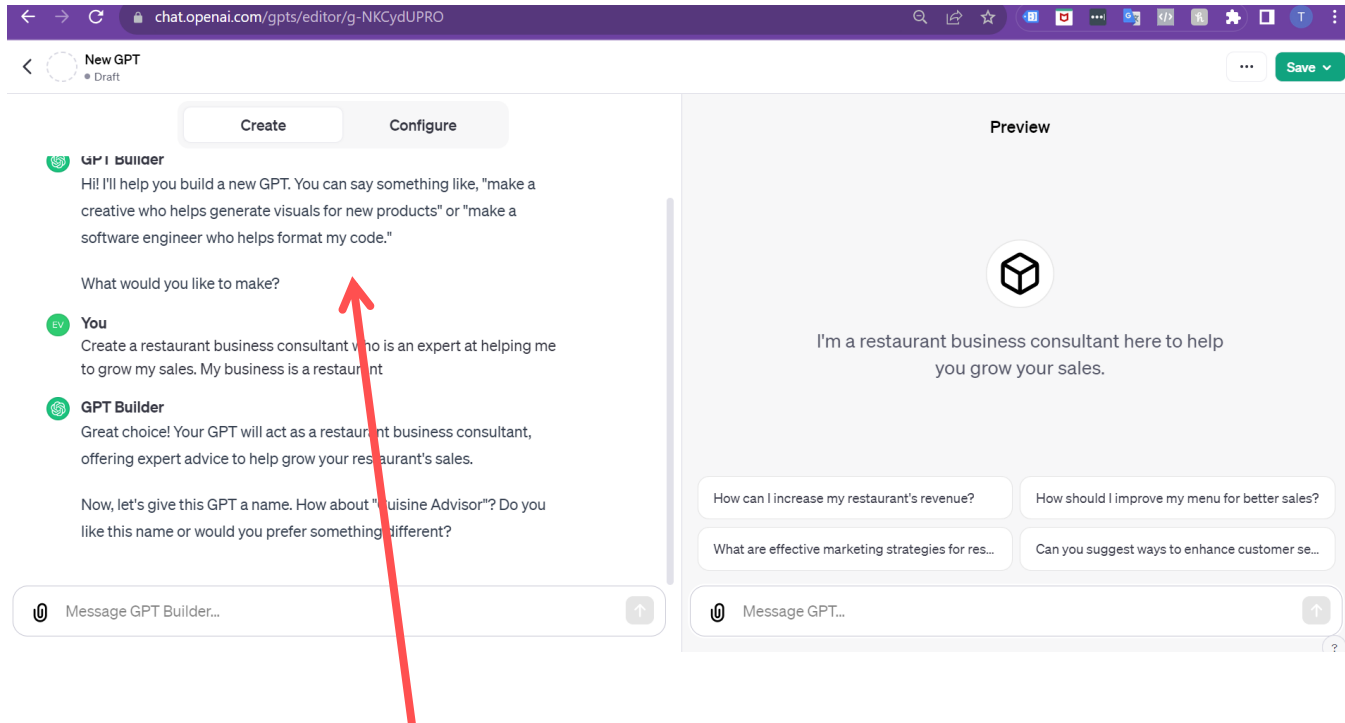 chat.openai.com/gpts/editor/g-NKCydUPRO
T
New GPT
Draft
...
Save
Create
Configure
Preview
GPT Builder
Hi! I'll help you build a new GPT. You can say something like, "make a
creative who helps generate visuals for new products" or "make a
software engineer who helps format my code."
What would you like to make?
EV
You
Create a restaurant business consultant who is an expert at helping me
to grow my sales. My business is a restaurant
GPT Builder
Great choice! Your GPT will act as a restaurant business consultant,
offering expert advice to help grow your restaurant's sales.
Now, let's give this GPT a name. How about "Cuisine Advisor"? Do you
like this name or would you prefer something different?
Message GPT Builder...
I'm a restaurant business consultant here to help
you grow your sales.
How can I increase my restaurant's revenue?
How should I improve my menu for better sales?
What are effective marketing strategies for res...
Can you suggest ways to enhance customer se...
Message GPT...
?